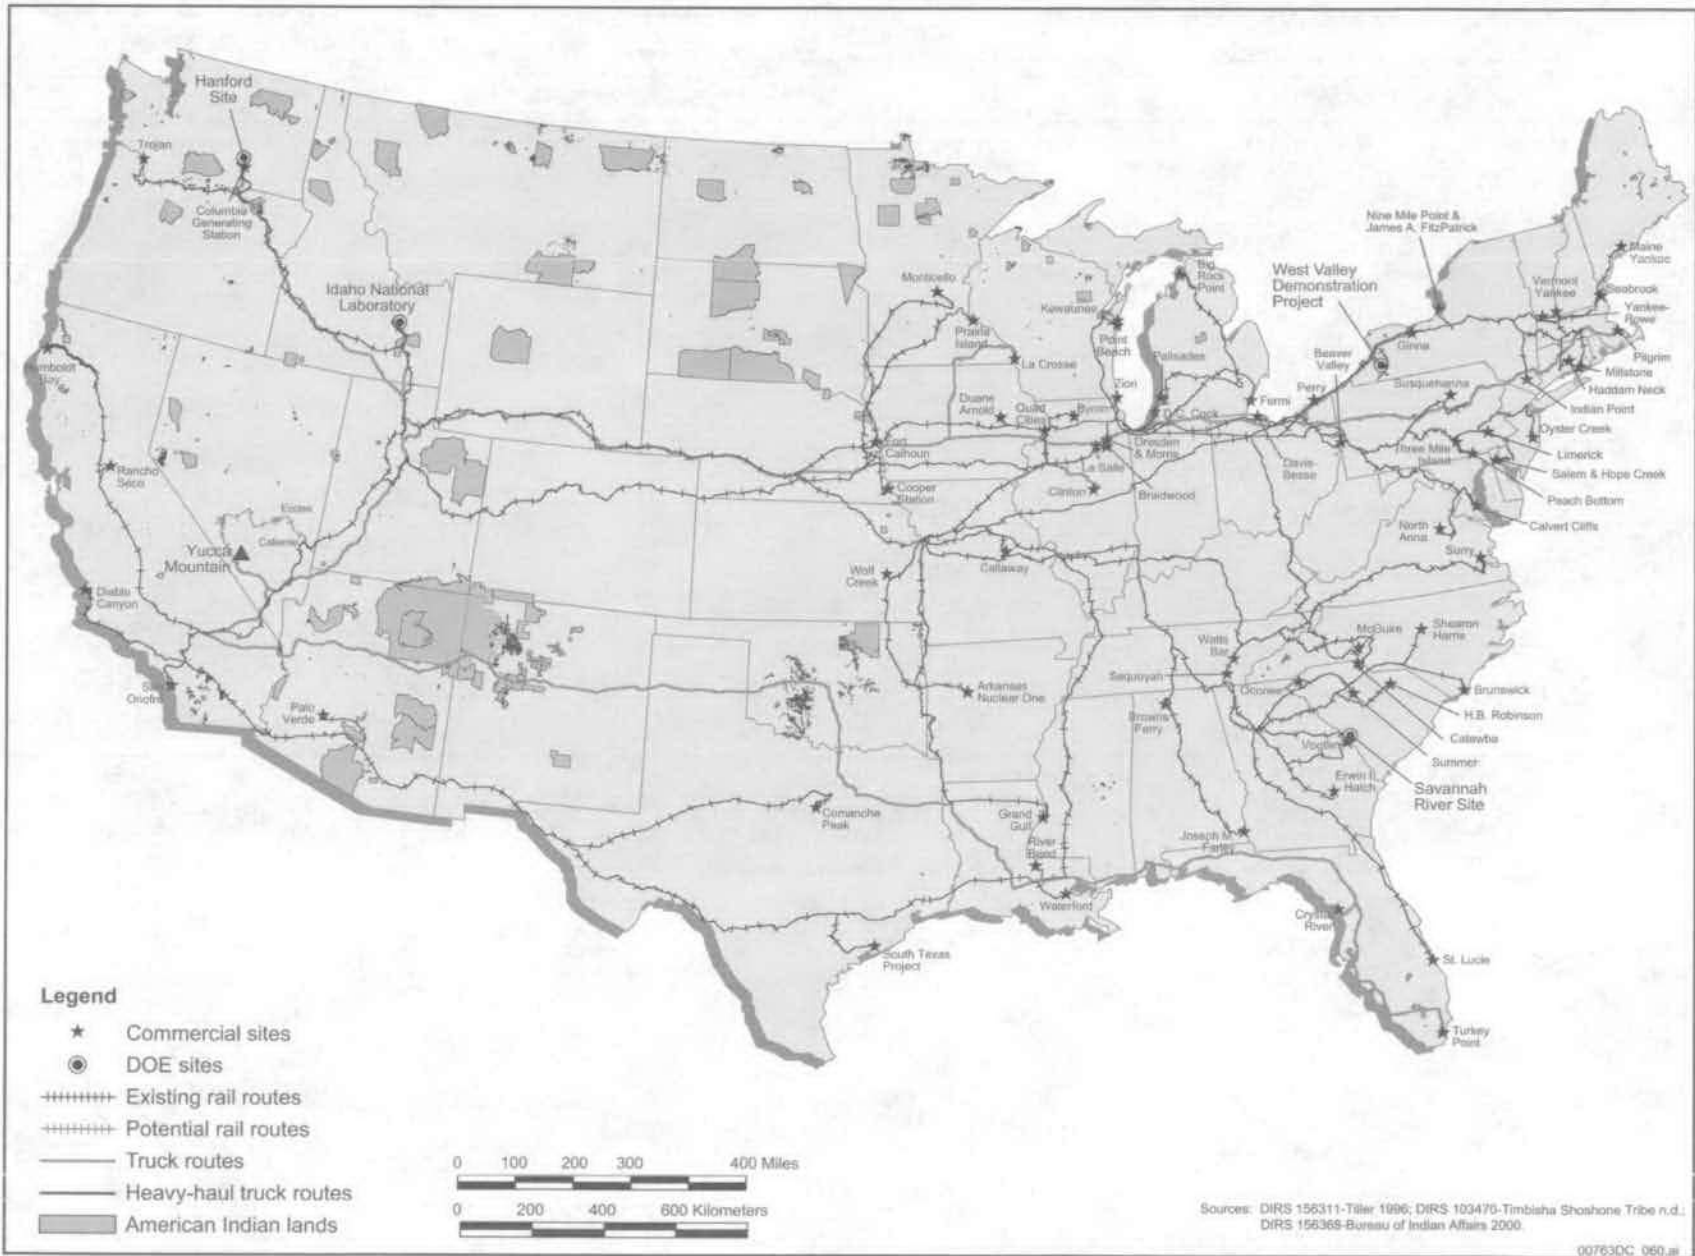 Hanford
Site
Trojan
Columbia
Generating
Station
Idaho National
Laboratory
Humboldt
Bay
Rancho
Seco
Eccles
Caliente
Yucca
Mountain
Diablo
Canyon
San
Onofre
Palo
Verde
Monticello
Prairie
Island
La Crosse
Kewaunee
Point
Beach
Big
Rock
Point
Palisades
Zion
Duane
Arnold
Quad
Cities
Byron
D.C. Cook
Fermi
Fort
Calhoun
Cooper
Station
Dresden
& Morris
La Salle
Clinton
Braidwood
Davis-
Besse
Perry
Beaver
Valley
West Valley
Demonstration
Project
Nine Mile Point &
James A. FitzPatrick
Ginna
Susquehanna
Vermont
Yankee
Maine
Yankee
Seabrook
Yankee-
Rowe
Pilgrim
Millstone
Haddam Neck
Indian Point
Oyster Creek
Limerick
Three Mile
Island
Salem & Hope Creek
Peach Bottom
Calvert Cliffs
North
Anna
Surry
Wolf
Creek
Callaway
Arkansas
Nuclear One
Watts
Bar
Sequoyah
McGuire
Shearon
Harris
Oconee
Brunswick
H.B. Robinson
Catawba
Summer
Browns
Ferry
Vogtle
Savannah
River Site
Erwin I.
Hatch
Joseph M.
Farley
Comanche
Peak
Grand
Gulf
River
Bend
Waterford
South Texas
Project
Crystal
River
St. Lucie
Turkey
Point
Legend
Commercial sites
DOE sites
Existing rail routes
Potential rail routes
Truck routes
Heavy-haul truck routes
American Indian lands
0 100 200 300 400 Miles
0 200 400 600 Kilometers
Sources: DIRS 156311-Tiller 1996; DIRS 103470-Timbisha Shoshone Tribe n.d.;
DIRS 156368-Bureau of Indian Affairs 2000.
00763DC_060.ai